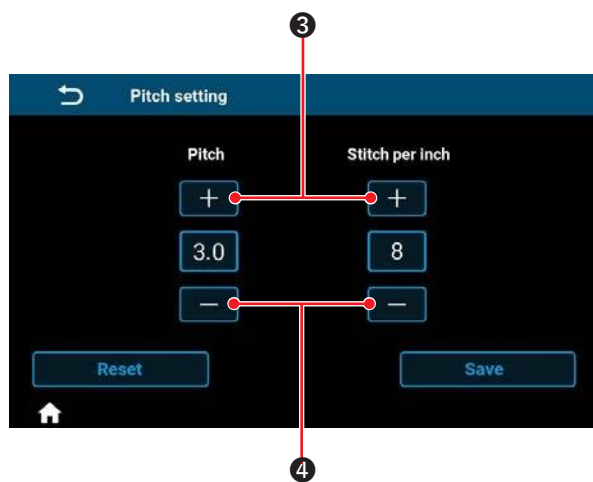 ❸
Pitch setting
Pitch Stitch per inch
+ +
3.0 8
− −
Reset Save
❹